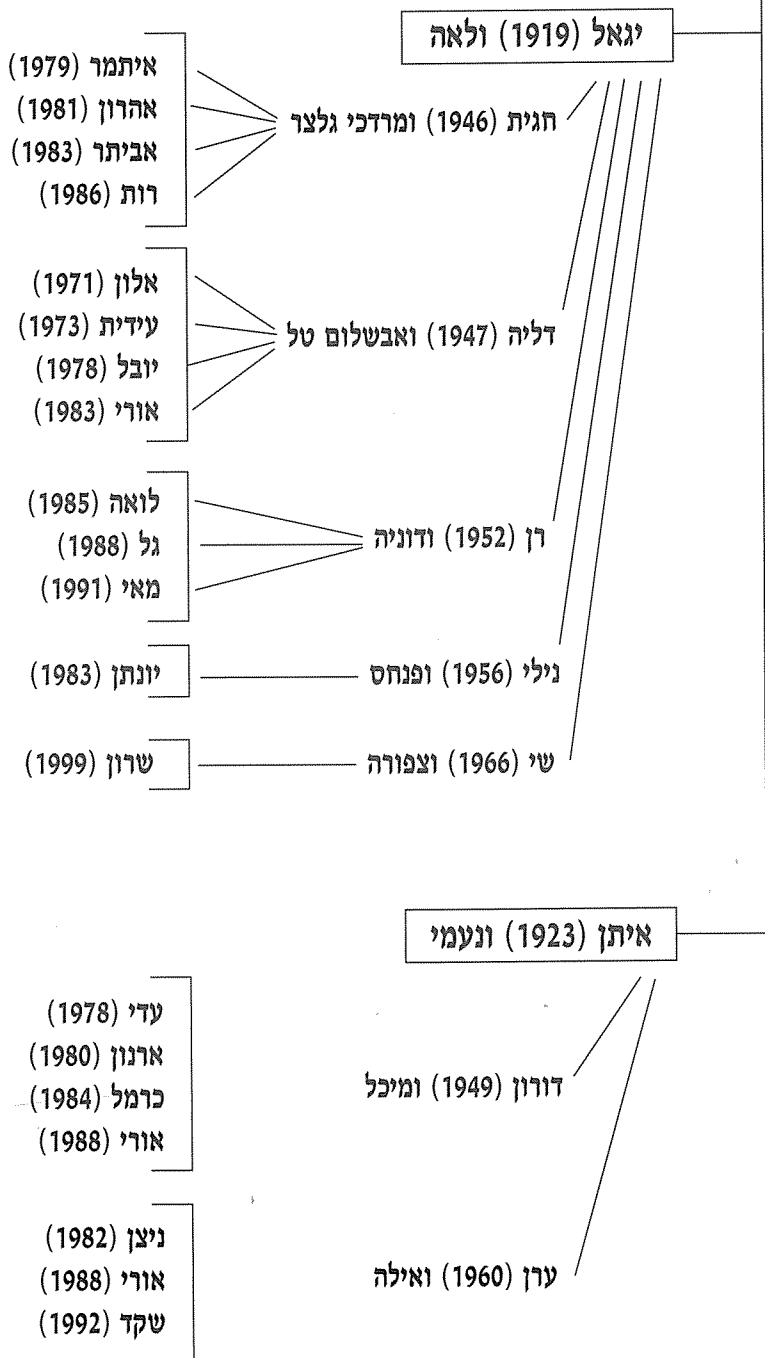 יגאל (1919) ולאה
חגית (1946) ומרדכי גלצר
איתמר (1979)
אהרון (1981)
אביתר (1983)
רות (1986)
דליה (1947) ואבשלום טל
אלון (1971)
עידית (1973)
יובל (1978)
אורי (1983)
רן (1952) ודוניה
לואה (1985)
גל (1988)
מאי (1991)
נילי (1956) ופנחס
יונתן (1983)
שי (1966) וצפורה
שרון (1999)
איתן (1923) ונעמי
דורון (1949) ומיכל
עדי (1978)
ארנון (1980)
כרמל (1984)
אורי (1988)
ערן (1960) ואילה
ניצן (1982)
אורי (1988)
שקד (1992)